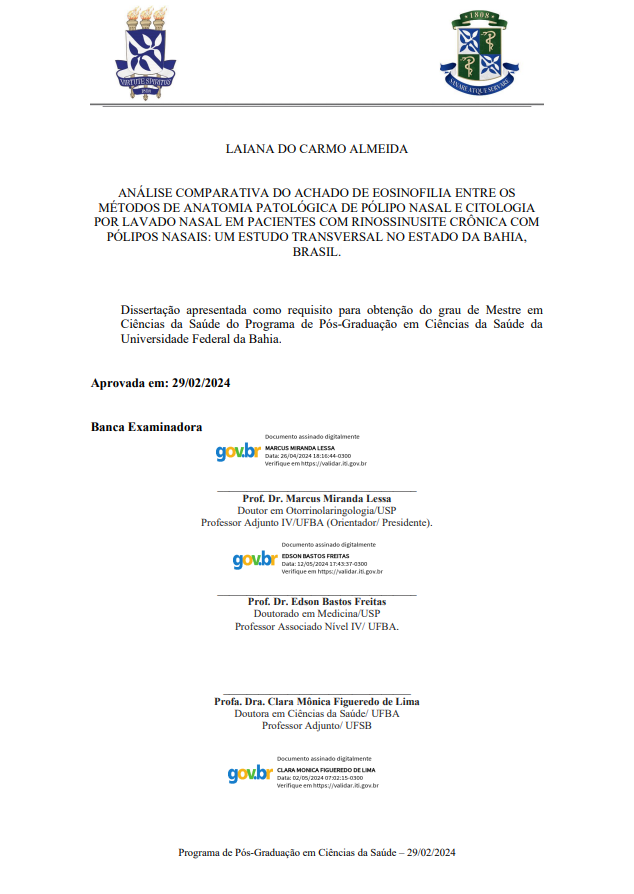 VIRTUTE SPIRITUS
1808
SANARE ATQUE SERVARE
LAIANA DO CARMO ALMEIDA
ANÁLISE COMPARATIVA DO ACHADO DE EOSINOFILIA ENTRE OS
MÉTODOS DE ANATOMIA PATOLÓGICA DE PÓLIPO NASAL E CITOLOGIA
POR LAVADO NASAL EM PACIENTES COM RINOSSINUSITE CRÔNICA COM
PÓLIPOS NASAIS: UM ESTUDO TRANSVERSAL NO ESTADO DA BAHIA,
BRASIL.
Dissertação apresentada como requisito para obtenção do grau de Mestre em
Ciências da Saúde do Programa de Pós-Graduação em Ciências da Saúde da
Universidade Federal da Bahia.
Aprovada em: 29/02/2024
Banca Examinadora
gov.br
Documento assinado digitalmente
MARCUS MIRANDA LESSA
Data: 26/04/2024 18:16:44-0300
Verifique em https://validar.iti.gov.br
Prof. Dr. Marcus Miranda Lessa
Doutor em Otorrinolaringologia/USP
Professor Adjunto IV/UFBA (Orientador/ Presidente).
gov.br
Documento assinado digitalmente
EDSON BASTOS FREITAS
Data: 12/05/2024 17:43:37-0300
Verifique em https://validar.iti.gov.br
Prof. Dr. Edson Bastos Freitas
Doutorado em Medicina/USP
Professor Associado Nível IV/ UFBA.
Profa. Dra. Clara Mônica Figueredo de Lima
Doutora em Ciências da Saúde/ UFBA
Professor Adjunto/ UFSB
gov.br
Documento assinado digitalmente
CLARA MONICA FIGUEREDO DE LIMA
Data: 02/05/2024 07:02:15-0300
Verifique em https://validar.iti.gov.br
Programa de Pós-Graduação em Ciências da Saúde – 29/02/2024